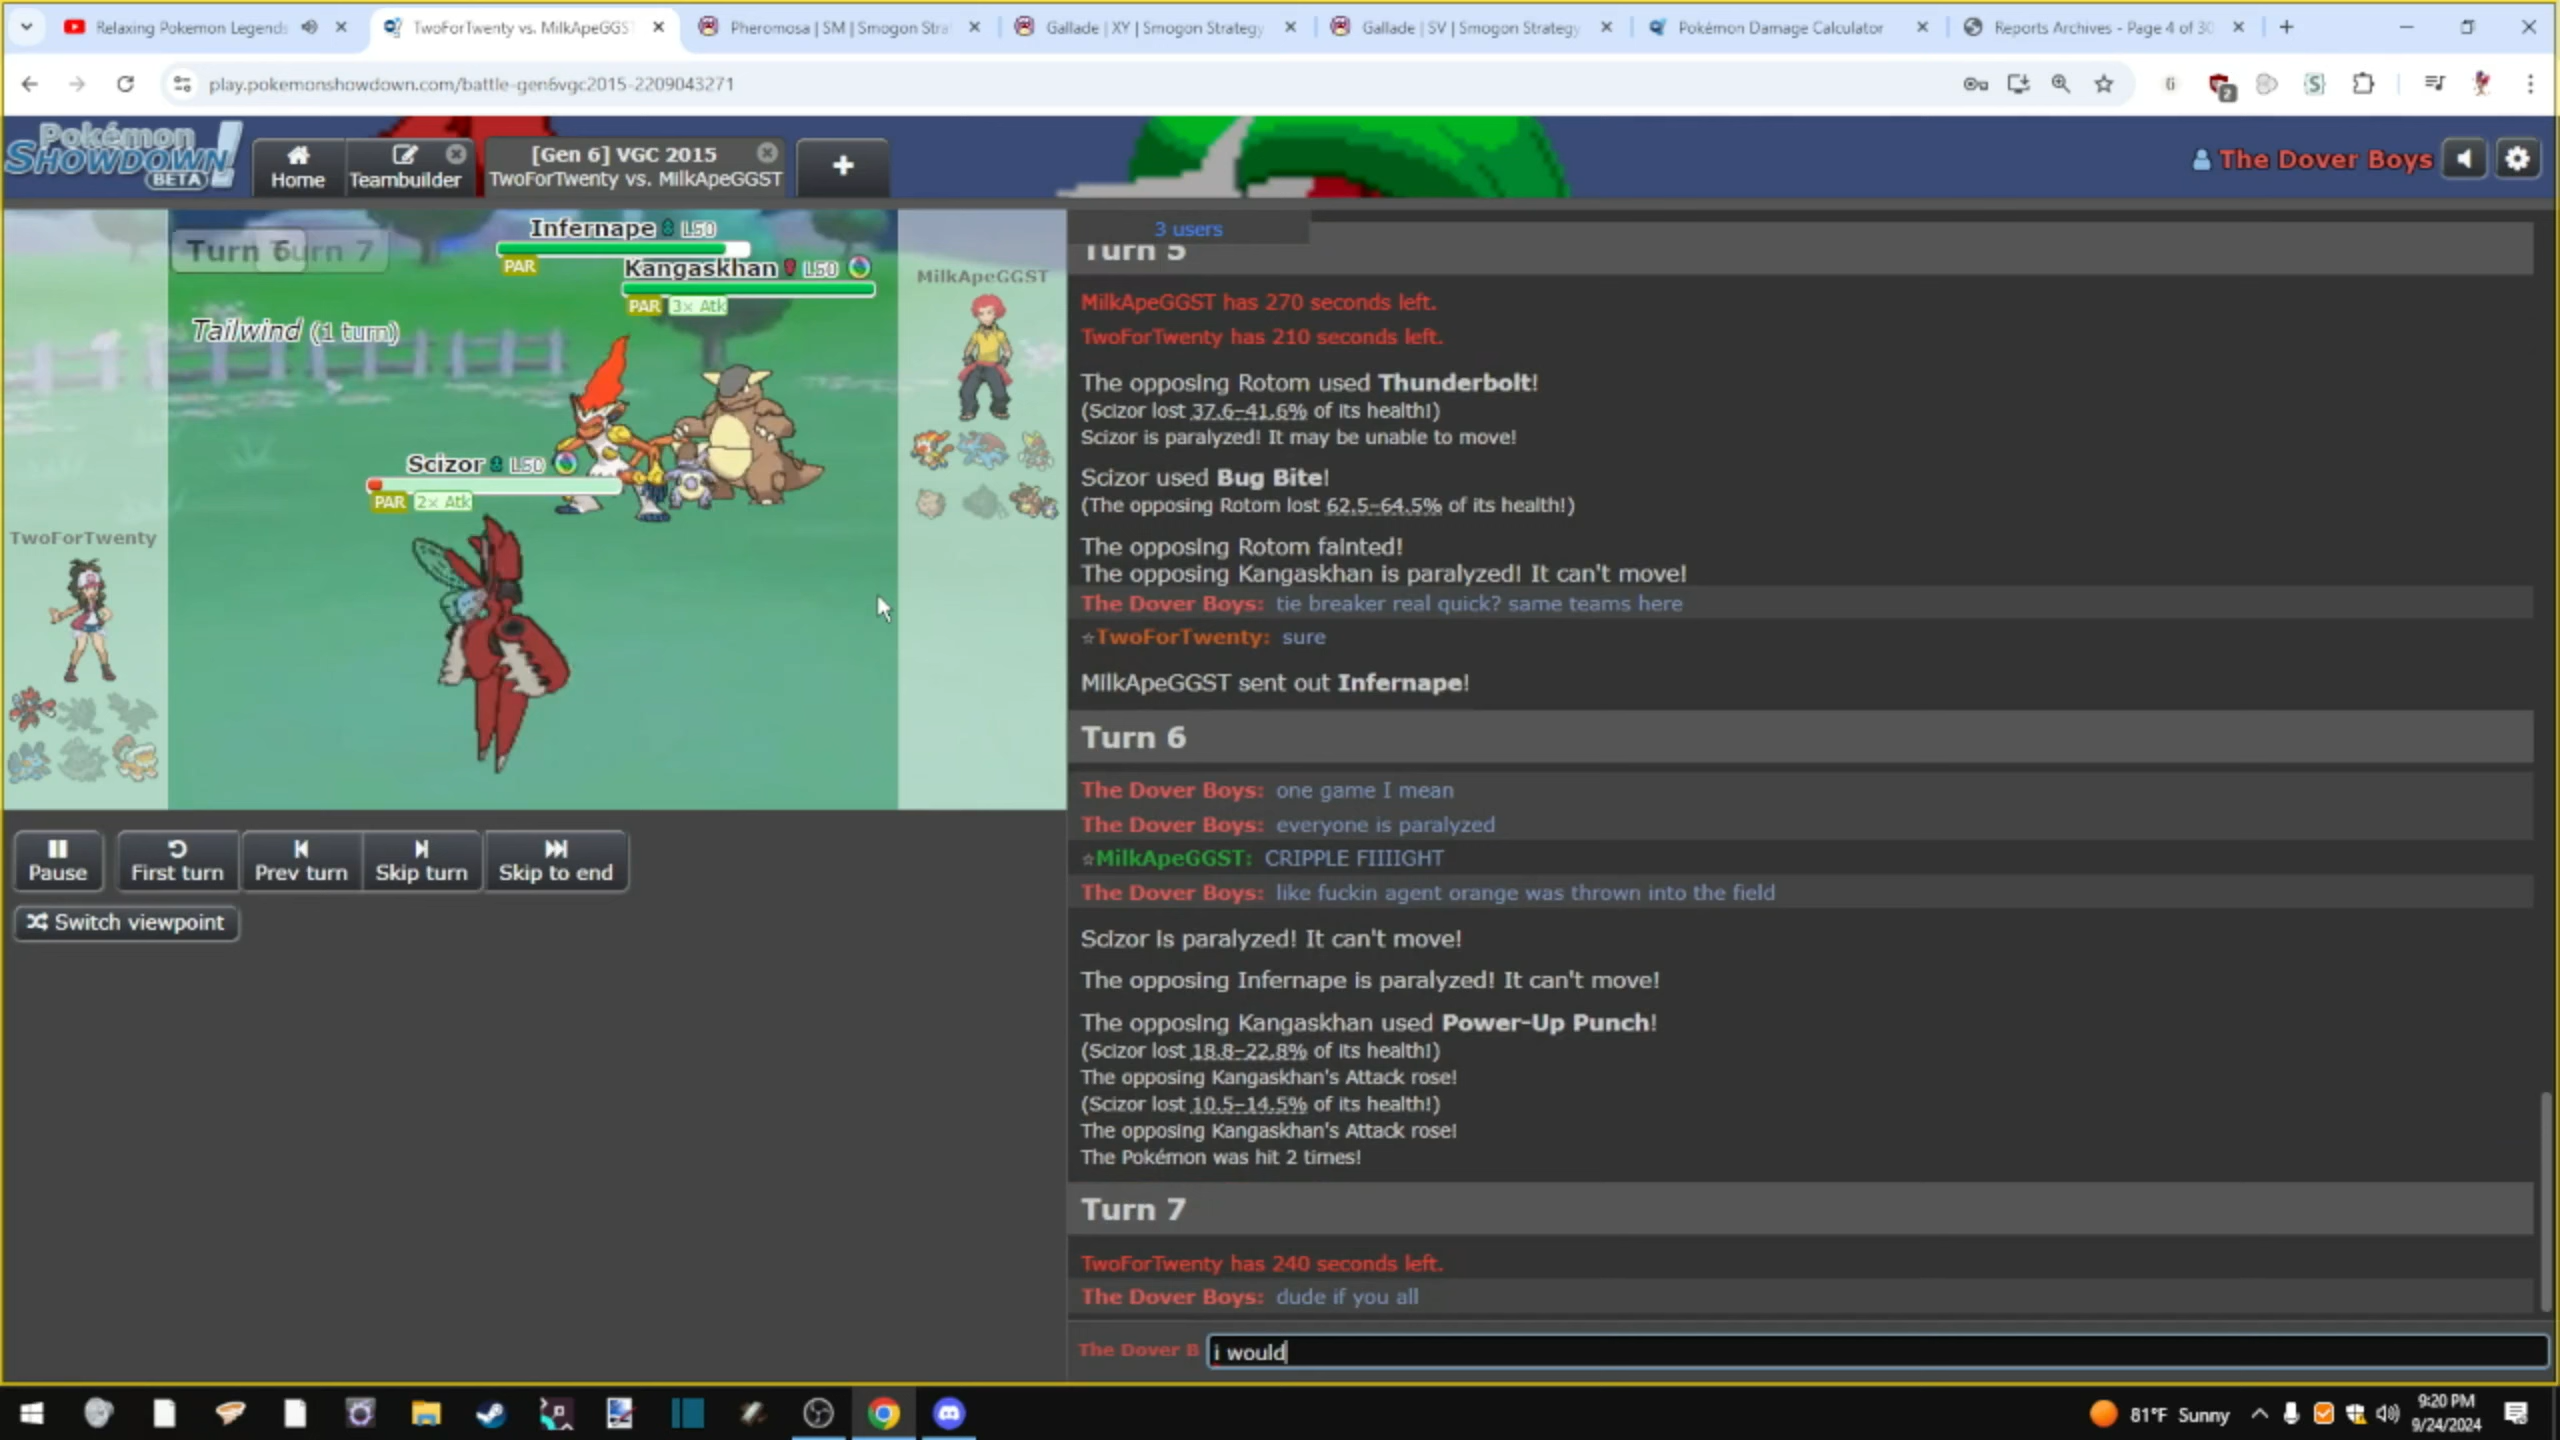 Relaxing Pokemon Legends
TwoForTwenty vs. MilkApeGGST
Pheromosa | SM | Smogon Stra
Gallade | XY | Smogon Strategy
Gallade | SV | Smogon Strategy
Pokémon Damage Calculator
Reports Archives - Page 4 of 30
play.pokemonshowdown.com/battle-gen6vgc2015-2209043271
2
Pokémon
SHOWDOWN!
BETA
Home
Teambuilder
[Gen 6] VGC 2015
TwoForTwenty vs. MilkApeGGST
The Dover Boys
Turn 6
Turn 7
Tailwind (1 turn)
Infernape L50
PAR
Kangaskhan L50
PAR 3× Atk
Scizor L50
PAR 2× Atk
MilkApeGGST
TwoForTwenty
Pause
First turn
Prev turn
Skip turn
Skip to end
Switch viewpoint
3 users
Turn 5
MilkApeGGST has 270 seconds left.
TwoForTwenty has 210 seconds left.
The opposing Rotom used Thunderbolt!
(Scizor lost 37.6–41.6% of its health!)
Scizor is paralyzed! It may be unable to move!
Scizor used Bug Bite!
(The opposing Rotom lost 62.5–64.5% of its health!)
The opposing Rotom fainted!
The opposing Kangaskhan is paralyzed! It can't move!
The Dover Boys: tie breaker real quick? same teams here
☆TwoForTwenty: sure
MilkApeGGST sent out Infernape!
Turn 6
The Dover Boys: one game I mean
The Dover Boys: everyone is paralyzed
☆MilkApeGGST: CRIPPLE FIIIIGHT
The Dover Boys: like fuckin agent orange was thrown into the field
Scizor is paralyzed! It can't move!
The opposing Infernape is paralyzed! It can't move!
The opposing Kangaskhan used Power-Up Punch!
(Scizor lost 18.8–22.8% of its health!)
The opposing Kangaskhan's Attack rose!
(Scizor lost 10.5–14.5% of its health!)
The opposing Kangaskhan's Attack rose!
The Pokémon was hit 2 times!
Turn 7
TwoForTwenty has 240 seconds left.
The Dover Boys: dude if you all
The Dover B i would
81°F Sunny
9:20 PM
9/24/2024